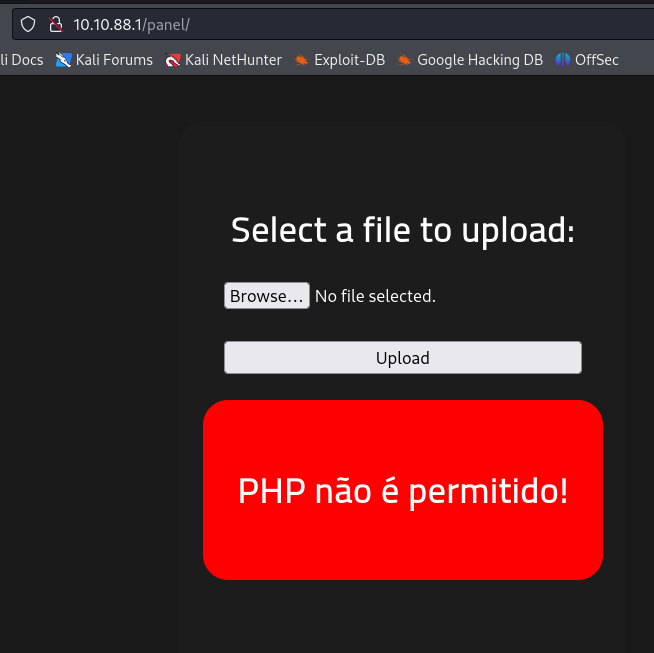 10.10.88.1/panel/
li Docs Kali Forums Kali NetHunter Exploit-DB Google Hacking DB OffSec
Select a file to upload:
Browse... No file selected.
Upload
PHP não é permitido!